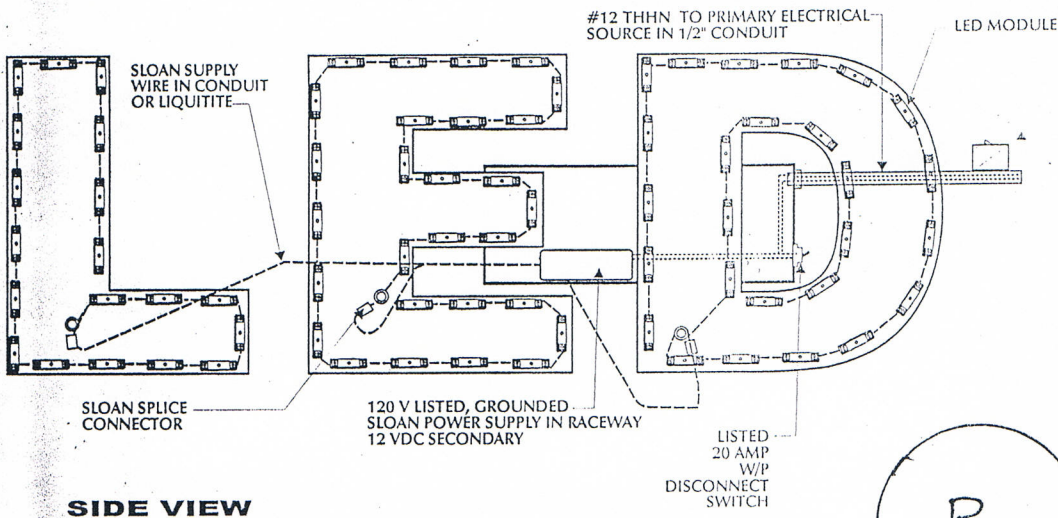 #12 THHN TO PRIMARY ELECTRICAL
SOURCE IN 1/2" CONDUIT
LED MODULE
SLOAN SUPPLY
WIRE IN CONDUIT
OR LIQUITITE
SLOAN SPLICE
CONNECTOR
120 V LISTED, GROUNDED
SLOAN POWER SUPPLY IN RACEWAY
12 VDC SECONDARY
LISTED
20 AMP
W/P
DISCONNECT
SWITCH
SIDE VIEW